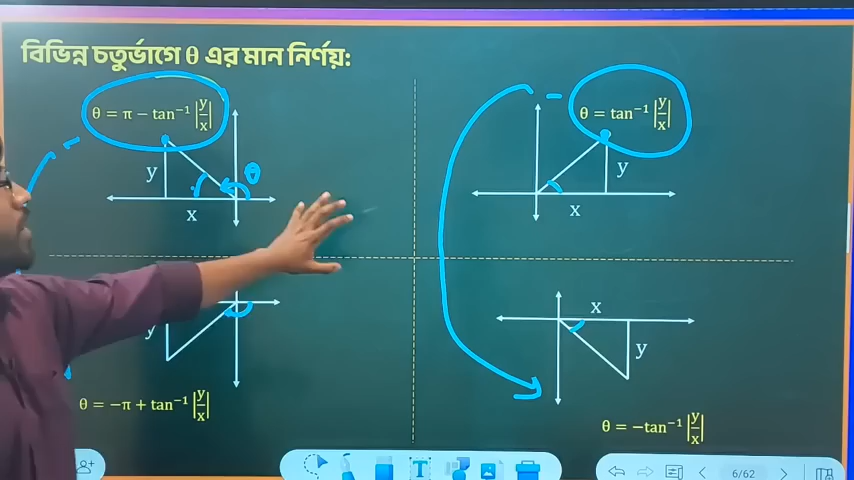 বিভিন্ন চতুর্ভাগে θ এর মান নির্ণয়:
θ = π − tan⁻¹ |y/x|
θ = tan⁻¹ |y/x|
y
θ
y
x
x
x
y
y
θ = −π + tan⁻¹ |y/x|
θ = −tan⁻¹ |y/x|
T
6/62